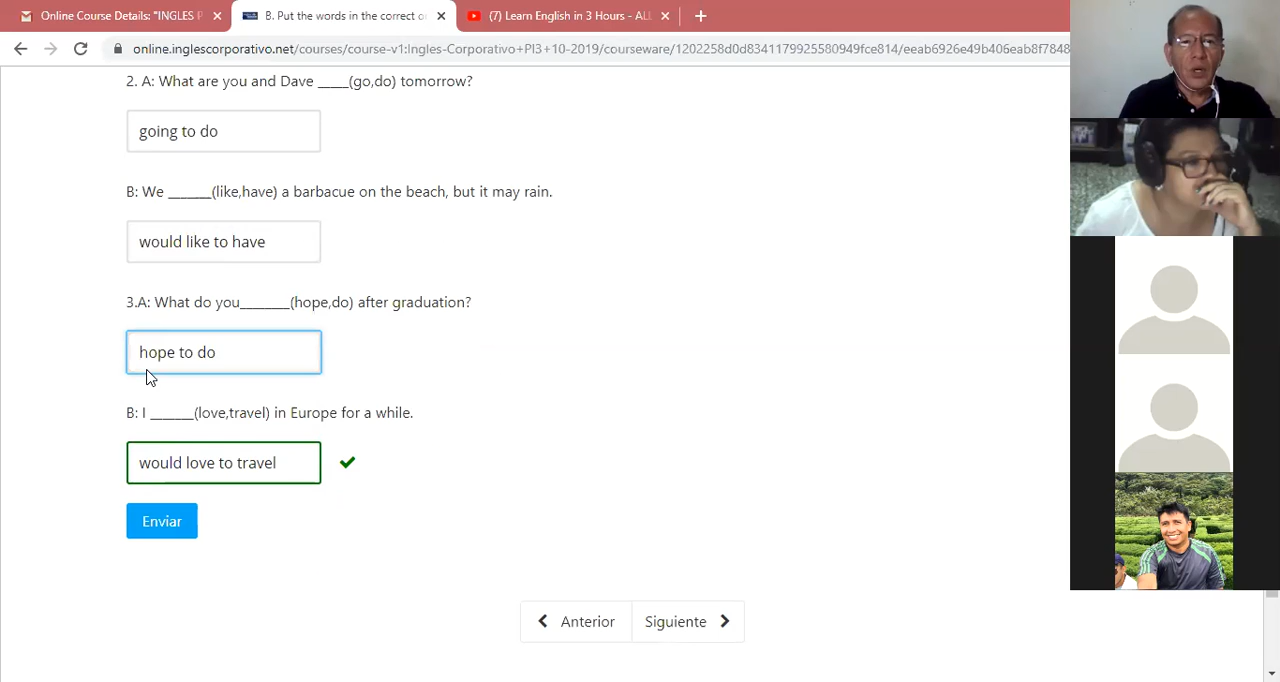 Online Course Details: "INGLES P
B. Put the words in the correct or
(7) Learn English in 3 Hours - ALL
online.inglescorporativo.net/courses/course-v1:Ingles-Corporativo+PI3+10-2019/courseware/1202258d0d8341179925580949fce814/eeab6926e49b406eab8f7848
2. A: What are you and Dave _____(go,do) tomorrow?
going to do
B: We _______(like,have) a barbacue on the beach, but it may rain.
would like to have
3.A: What do you________(hope,do) after graduation?
hope to do
B: I _______(love,travel) in Europe for a while.
would love to travel
Enviar
Anterior Siguiente